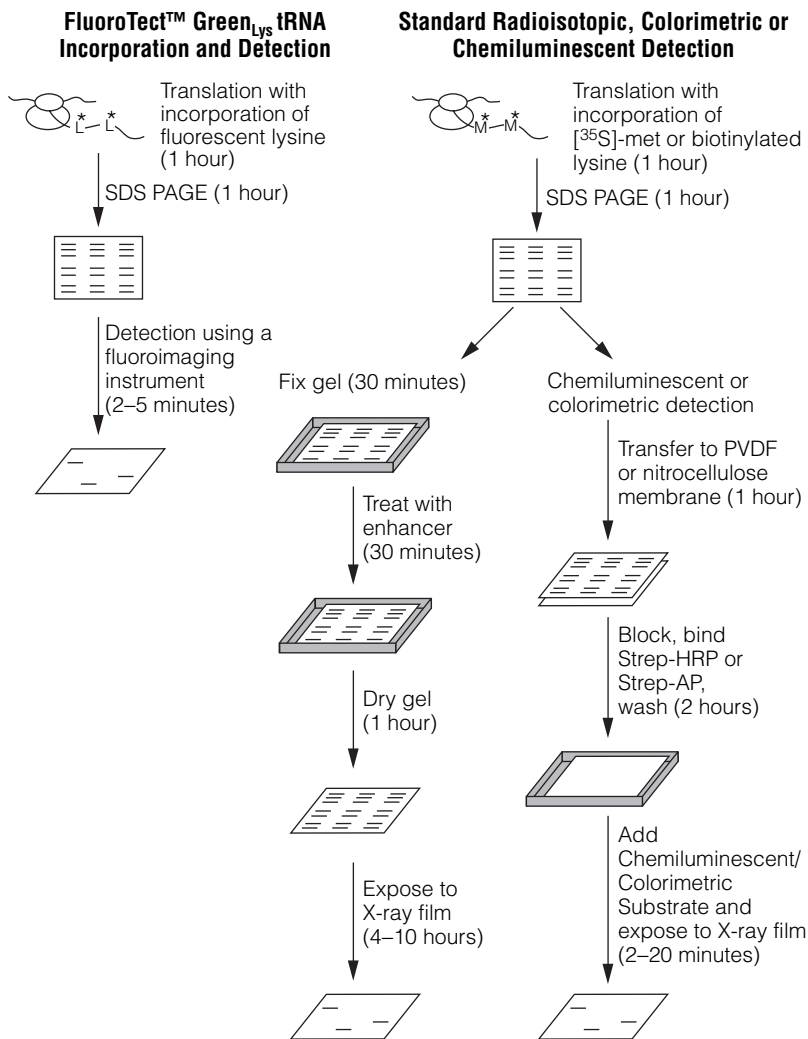 FluoroTect™ Green Lys tRNA
Incorporation and Detection
L* L*
Translation with
incorporation of
fluorescent lysine
(1 hour)
SDS PAGE (1 hour)
Detection using a
fluoroimaging
instrument
(2–5 minutes)
Standard Radioisotopic, Colorimetric or
Chemiluminescent Detection
M* M*
Translation with
incorporation of
[³⁵S]-met or biotinylated
lysine (1 hour)
SDS PAGE (1 hour)
Fix gel (30 minutes)
Treat with
enhancer
(30 minutes)
Dry gel
(1 hour)
Expose to
X-ray film
(4–10 hours)
Chemiluminescent or
colorimetric detection
Transfer to PVDF
or nitrocellulose
membrane (1 hour)
Block, bind
Strep-HRP or
Strep-AP,
wash (2 hours)
Add
Chemiluminescent/
Colorimetric
Substrate and
expose to X-ray film
(2–20 minutes)